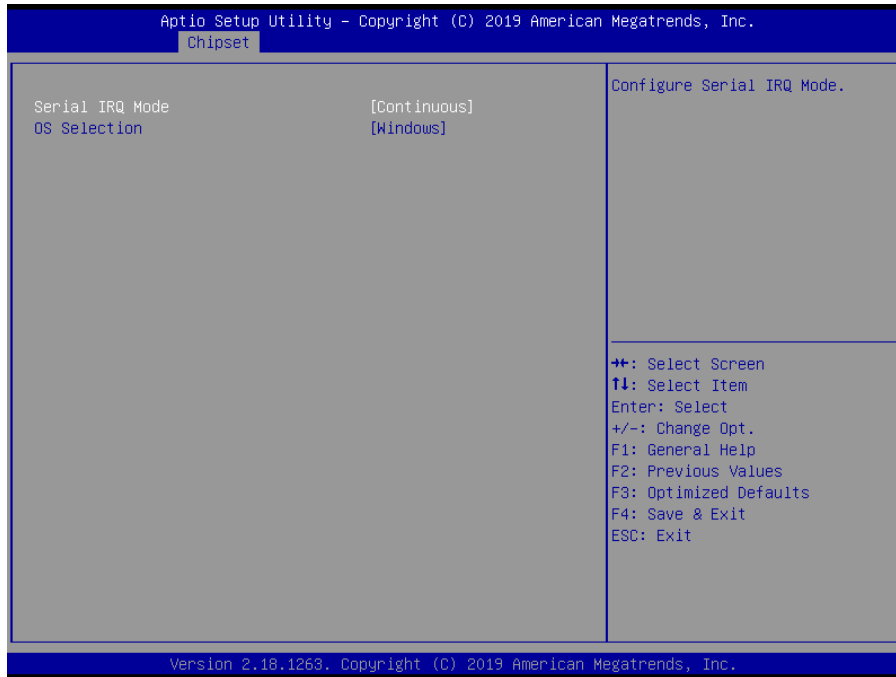 Aptio Setup Utility – Copyright (C) 2019 American Megatrends, Inc.
Chipset
Serial IRQ Mode [Continuous]
OS Selection [Windows]
Configure Serial IRQ Mode.
→←: Select Screen
↑↓: Select Item
Enter: Select
+/-: Change Opt.
F1: General Help
F2: Previous Values
F3: Optimized Defaults
F4: Save & Exit
ESC: Exit
Version 2.18.1263. Copyright (C) 2019 American Megatrends, Inc.